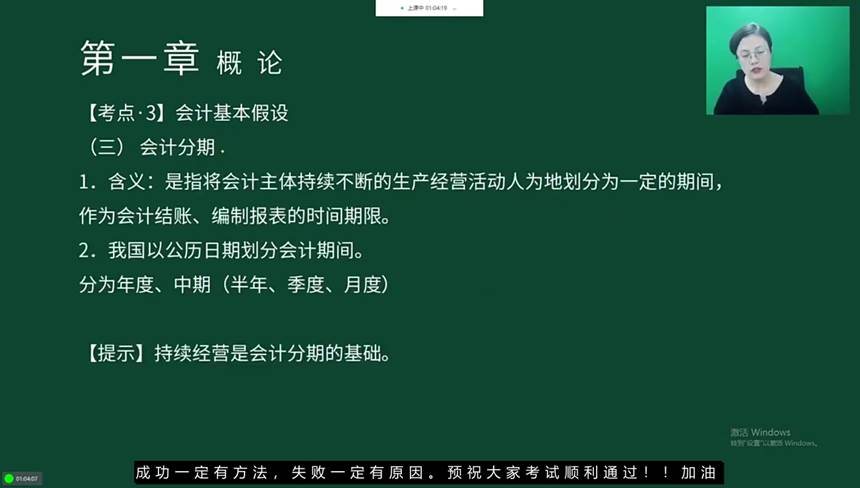 上课中 01:04:19
第一章 概 论
【考点·3】会计基本假设
（三） 会计分期 .
1．含义：是指将会计主体持续不断的生产经营活动人为地划分为一定的期间，
作为会计结账、编制报表的时间期限。
2．我国以公历日期划分会计期间。
分为年度、中期（半年、季度、月度）
【提示】持续经营是会计分期的基础。
激活 Windows
转到"设置"以激活 Windows。
01:04:07
成功一定有方法，失败一定有原因。预祝大家考试顺利通过！！加油